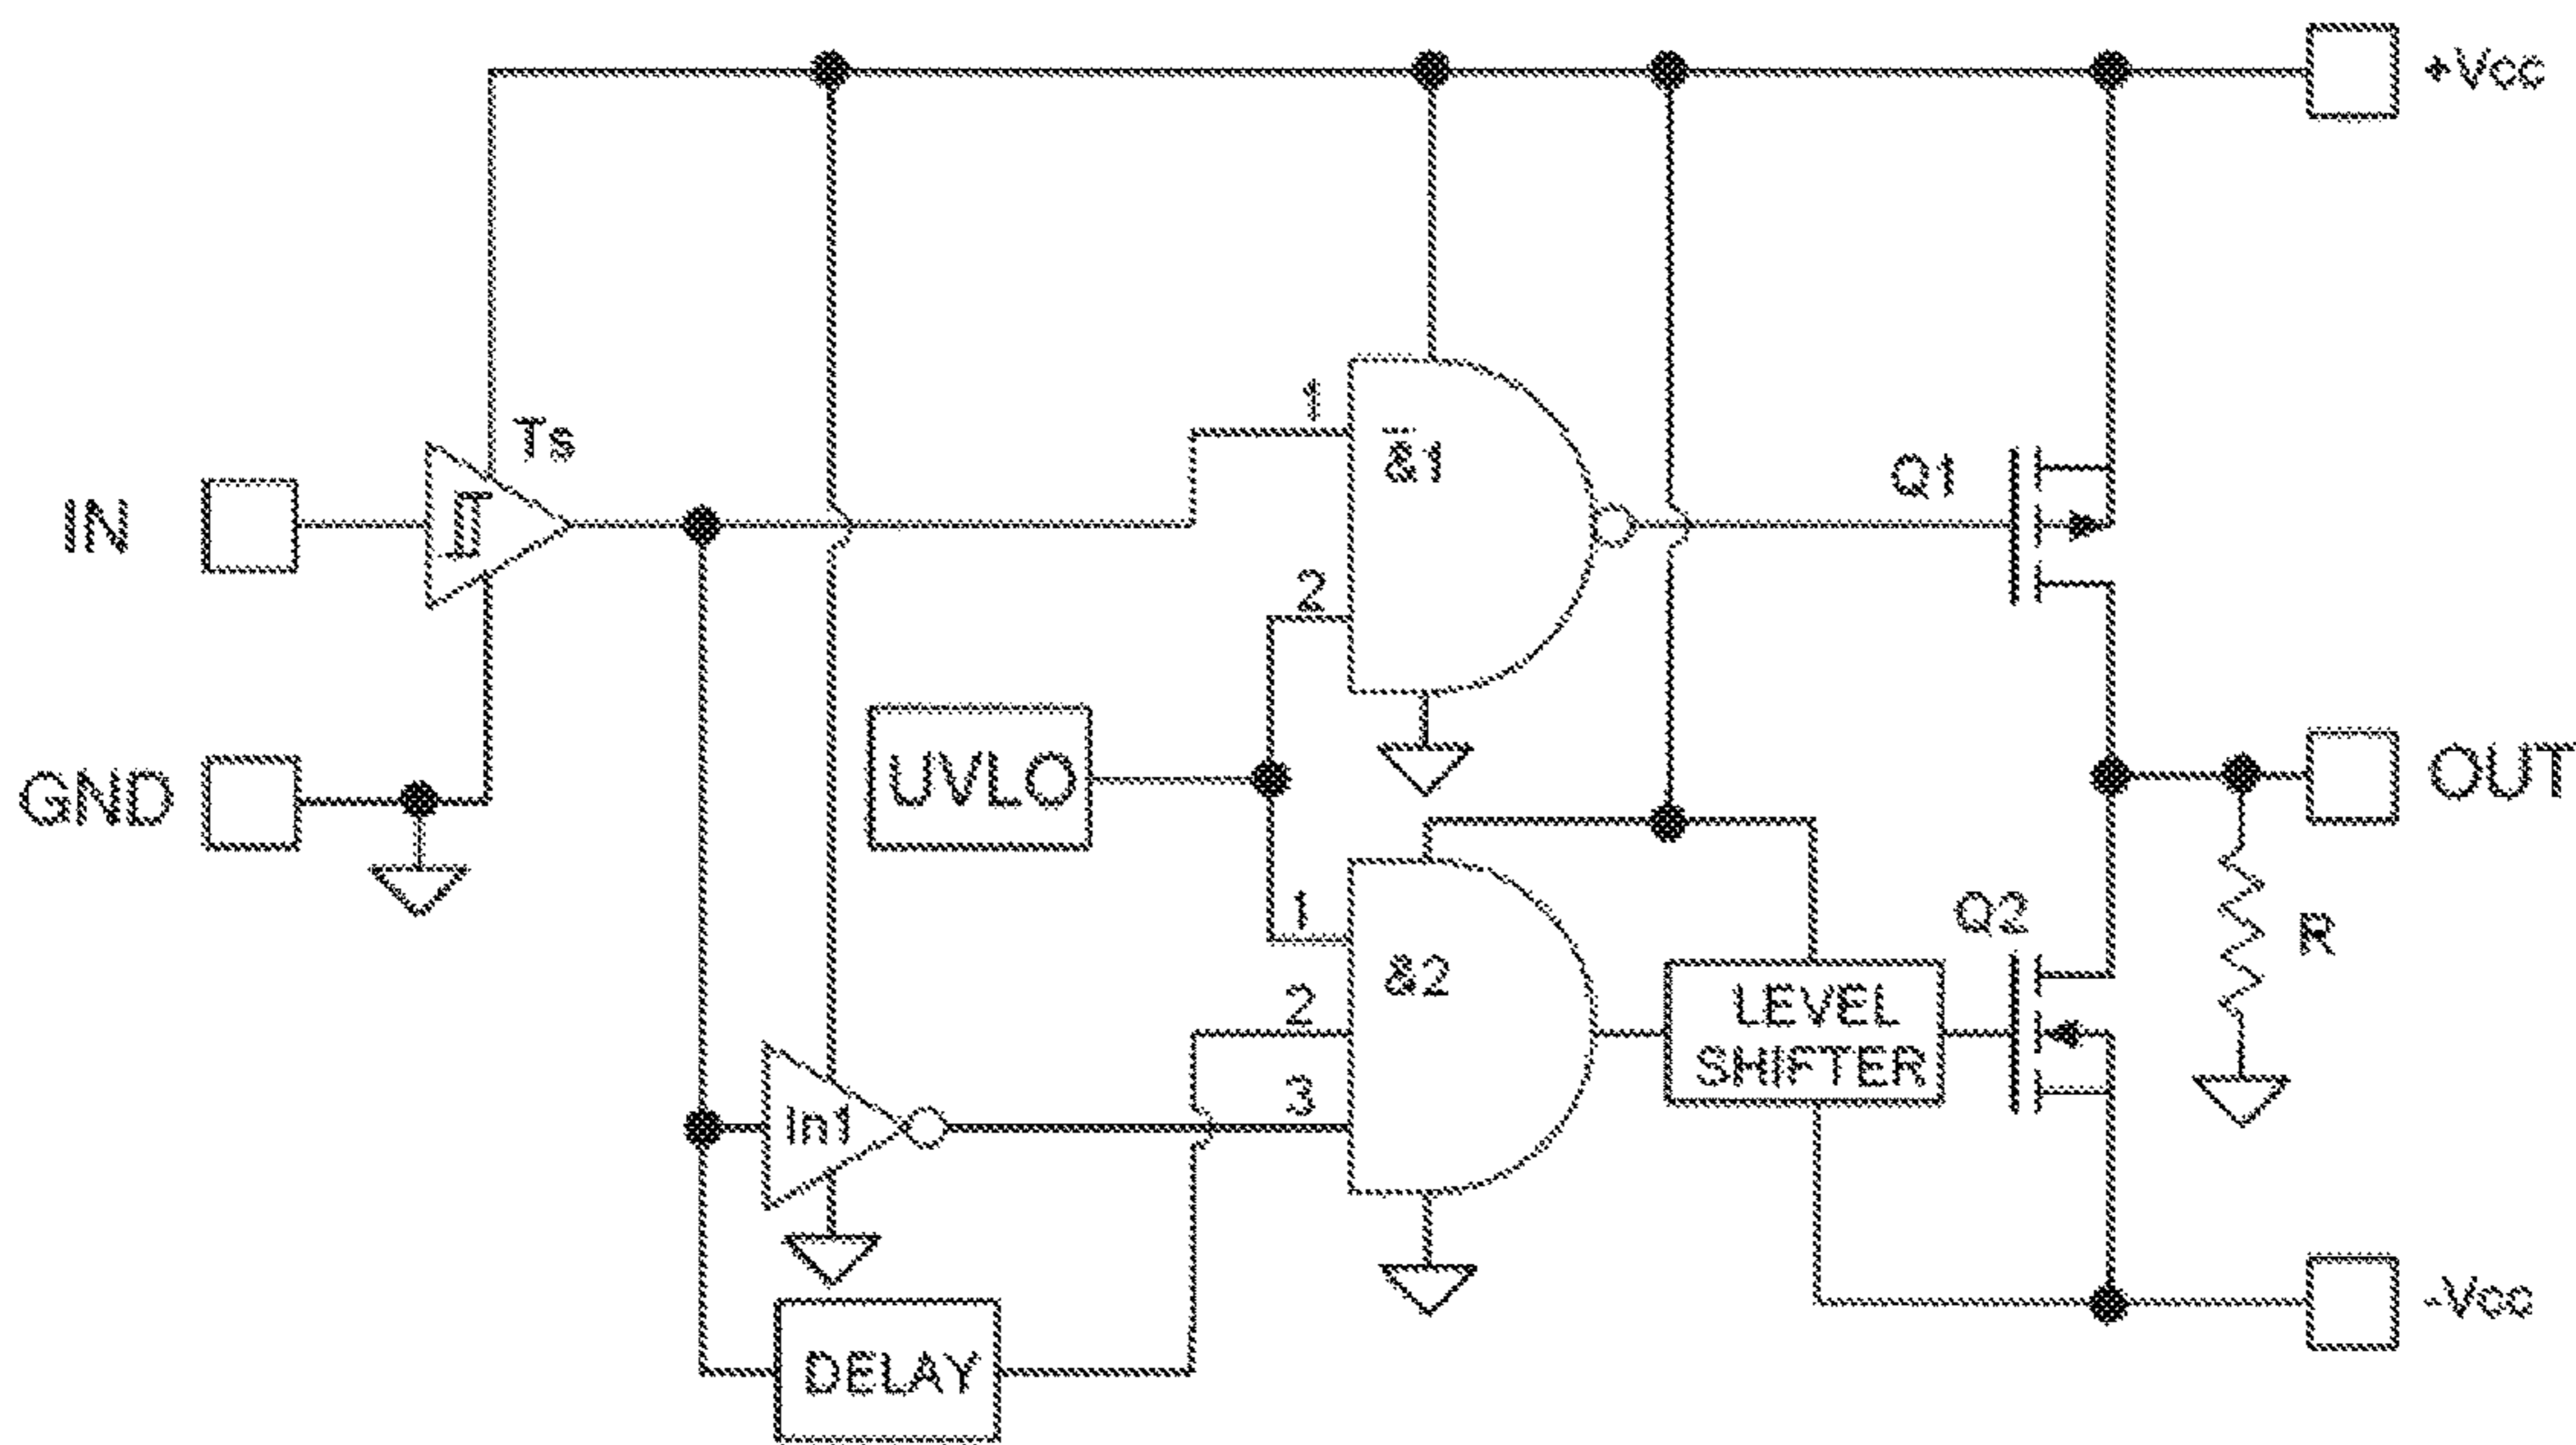 +Vcc
Ts
1
&1
Q1
IN
2
UVLO
GND
OUT
1
Q2
R
&2
2
LEVEL
SHIFTER
3
In1
-Vcc
DELAY